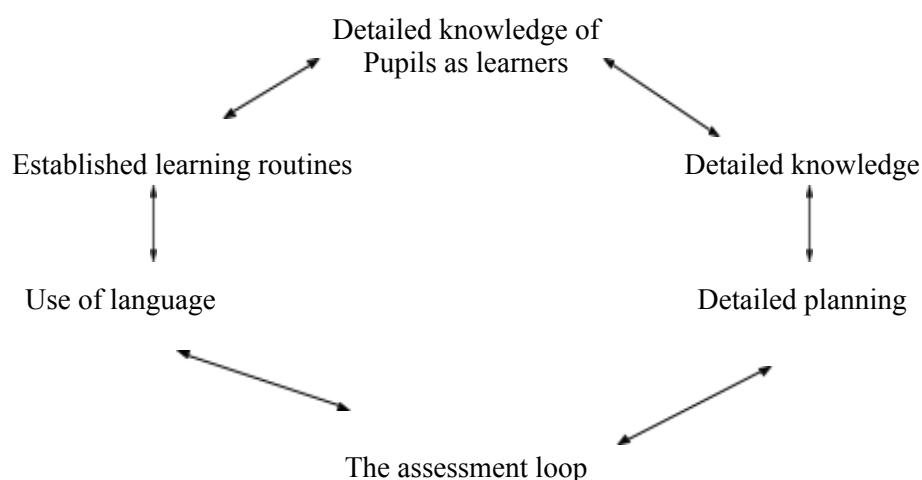 Detailed knowledge of
Pupils as learners
Established learning routines
Detailed knowledge
Use of language
Detailed planning
The assessment loop